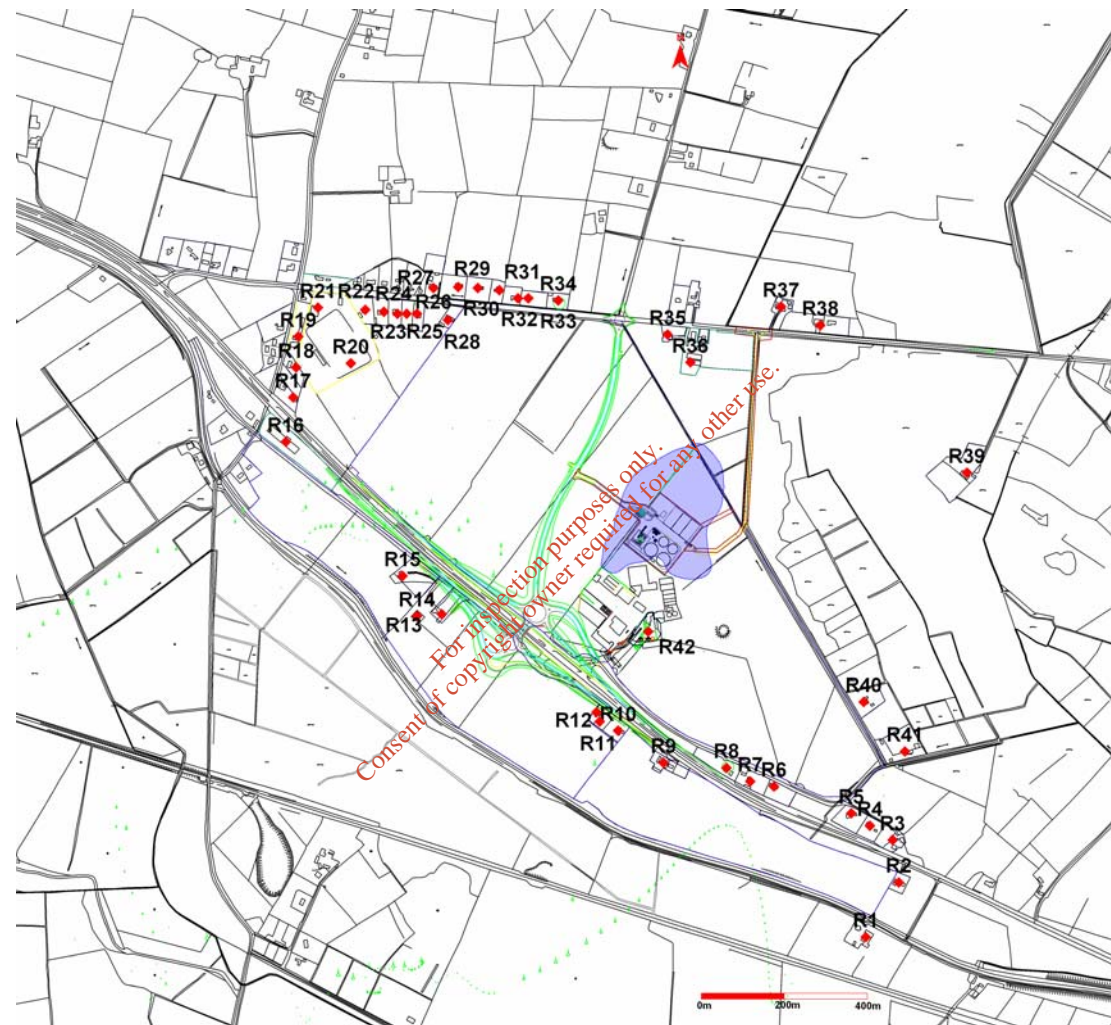 R27
R29
R31
R34
R21
R22
R24
R26
R30
R32
R33
R23
R25
R28
R19
R18
R20
R17
R16
R35
R36
R37
R38
R39
R15
R14
R13
R42
R40
R41
R12
R10
R11
R9
R8
R7
R6
R5
R4
R3
R2
R1
For inspection purposes only.
Consent of copyright owner required for any other use.
0m
200m
400m